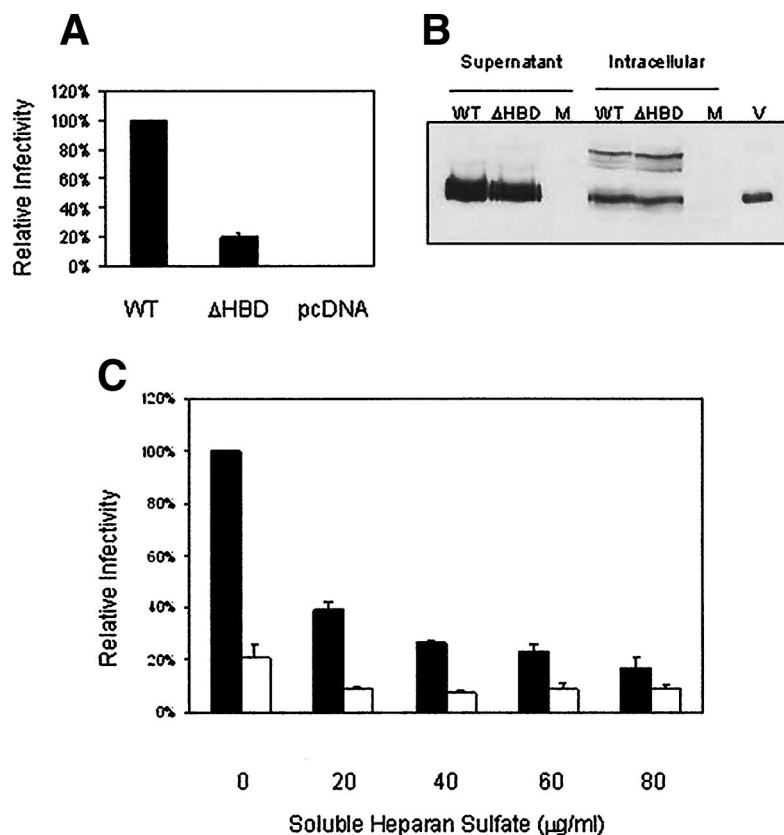 A
Relative Infectivity
120%
100%
80%
60%
40%
20%
0%
WT ΔHBD pcDNA
B
Supernatant Intracellular
WT ΔHBD M WT ΔHBD M V
C
Relative Infectivity
120%
100%
80%
60%
40%
20%
0%
0 20 40 60 80
Soluble Heparan Sulfate (μg/ml)